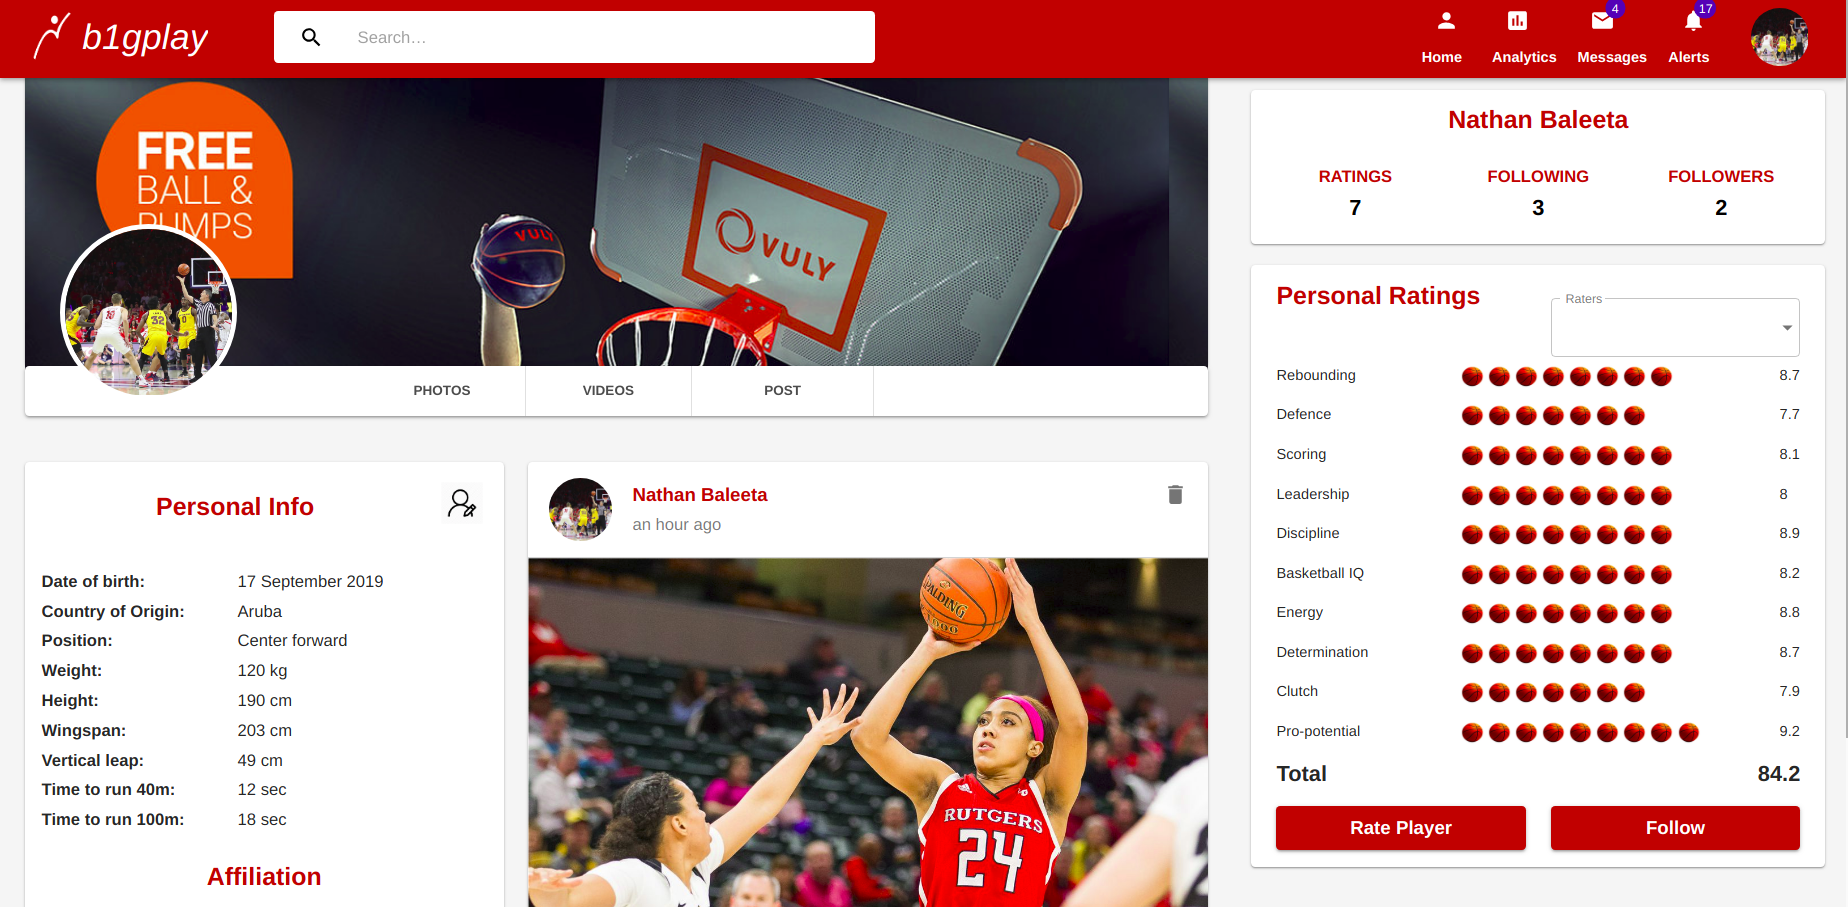 b1gplay
Search...
4
17
Home
Analytics
Messages
Alerts
FREE
BALL &
PUMPS
VULY
VULY
32
0
PHOTOS
VIDEOS
POST
Nathan Baleeta
RATINGS
FOLLOWING
FOLLOWERS
7
3
2
Personal Ratings
Raters
Rebounding 8.7
Defence 7.7
Scoring 8.1
Leadership 8
Discipline 8.9
Basketball IQ 8.2
Energy 8.8
Determination 8.7
Clutch 7.9
Pro-potential 9.2
Total 84.2
Rate Player
Follow
Personal Info
Date of birth: 17 September 2019
Country of Origin: Aruba
Position: Center forward
Weight: 120 kg
Height: 190 cm
Wingspan: 203 cm
Vertical leap: 49 cm
Time to run 40m: 12 sec
Time to run 100m: 18 sec
Affiliation
Nathan Baleeta
an hour ago
SPALDING
1000
RUTGERS
24